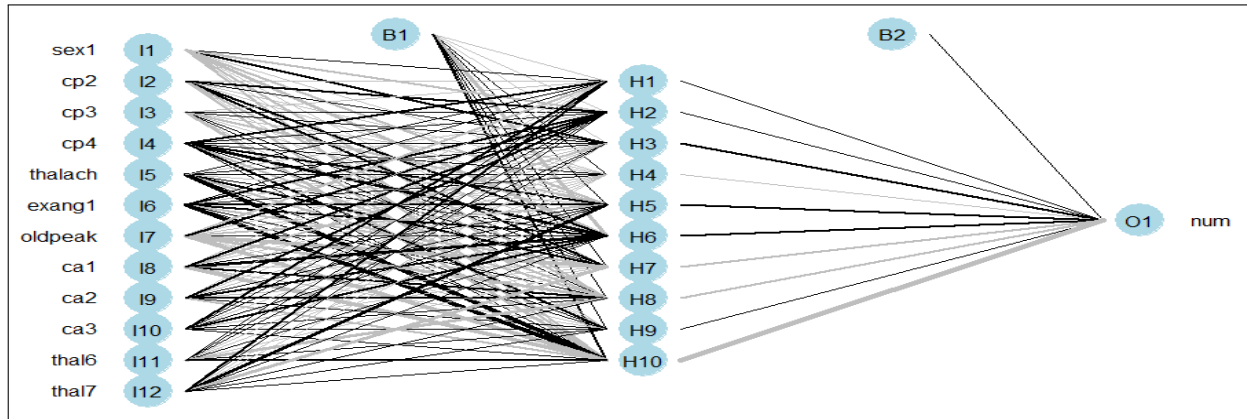 B1 B2
sex1 I1
cp2 I2 H1
cp3 I3 H2
cp4 I4 H3
thalach I5 H4
exang1 I6 H5 O1 num
oldpeak I7 H6
ca1 I8 H7
ca2 I9 H8
ca3 I10 H9
thal6 I11 H10
thal7 I12